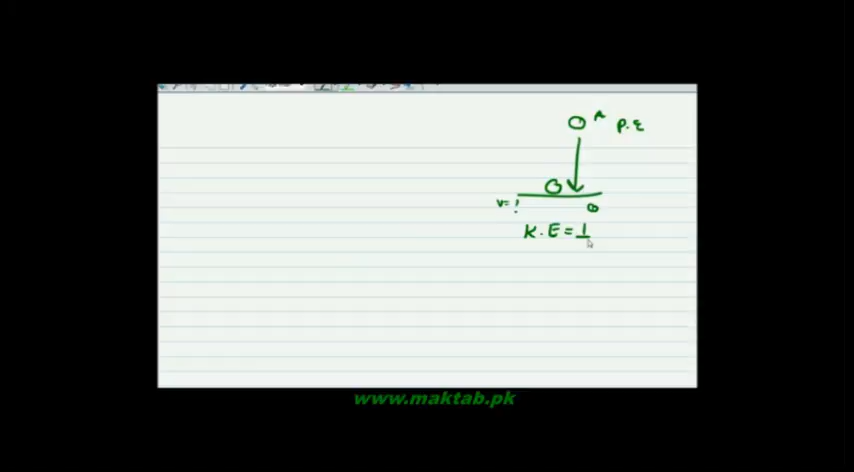 A P.E
V= ?
B
K.E = 1
www.maktab.pk